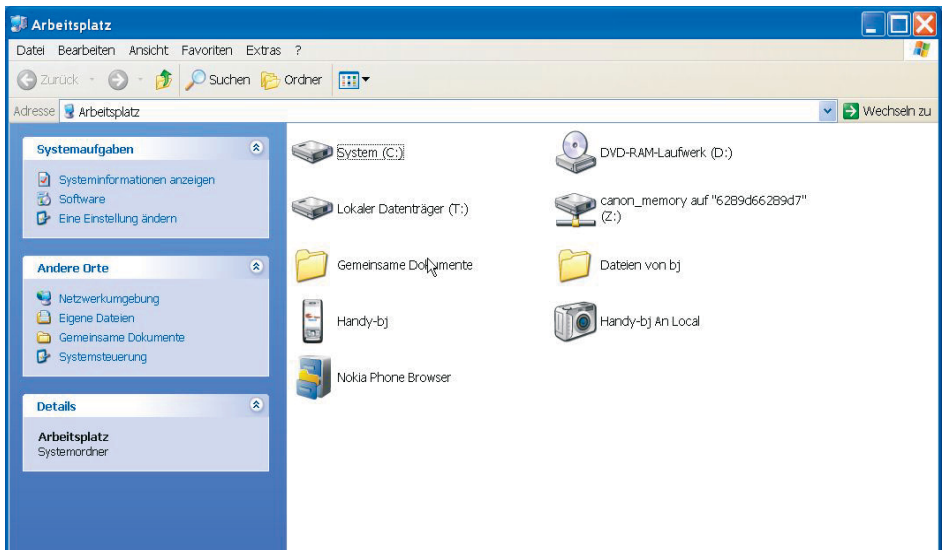 Arbeitsplatz
Datei Bearbeiten Ansicht Favoriten Extras ?
Zurück Suchen Ordner
Adresse Arbeitsplatz Wechseln zu
Systemaufgaben
Systeminformationen anzeigen
Software
Eine Einstellung ändern
Andere Orte
Netzwerkumgebung
Eigene Dateien
Gemeinsame Dokumente
Systemsteuerung
Details
Arbeitsplatz
Systemordner
System (C:)
DVD-RAM-Laufwerk (D:)
Lokaler Datenträger (T:)
canon_memory auf "6289d66289d7"
(Z:)
Gemeinsame Dokumente
Dateien von bj
Handy-bj
Handy-bj An Local
Nokia Phone Browser